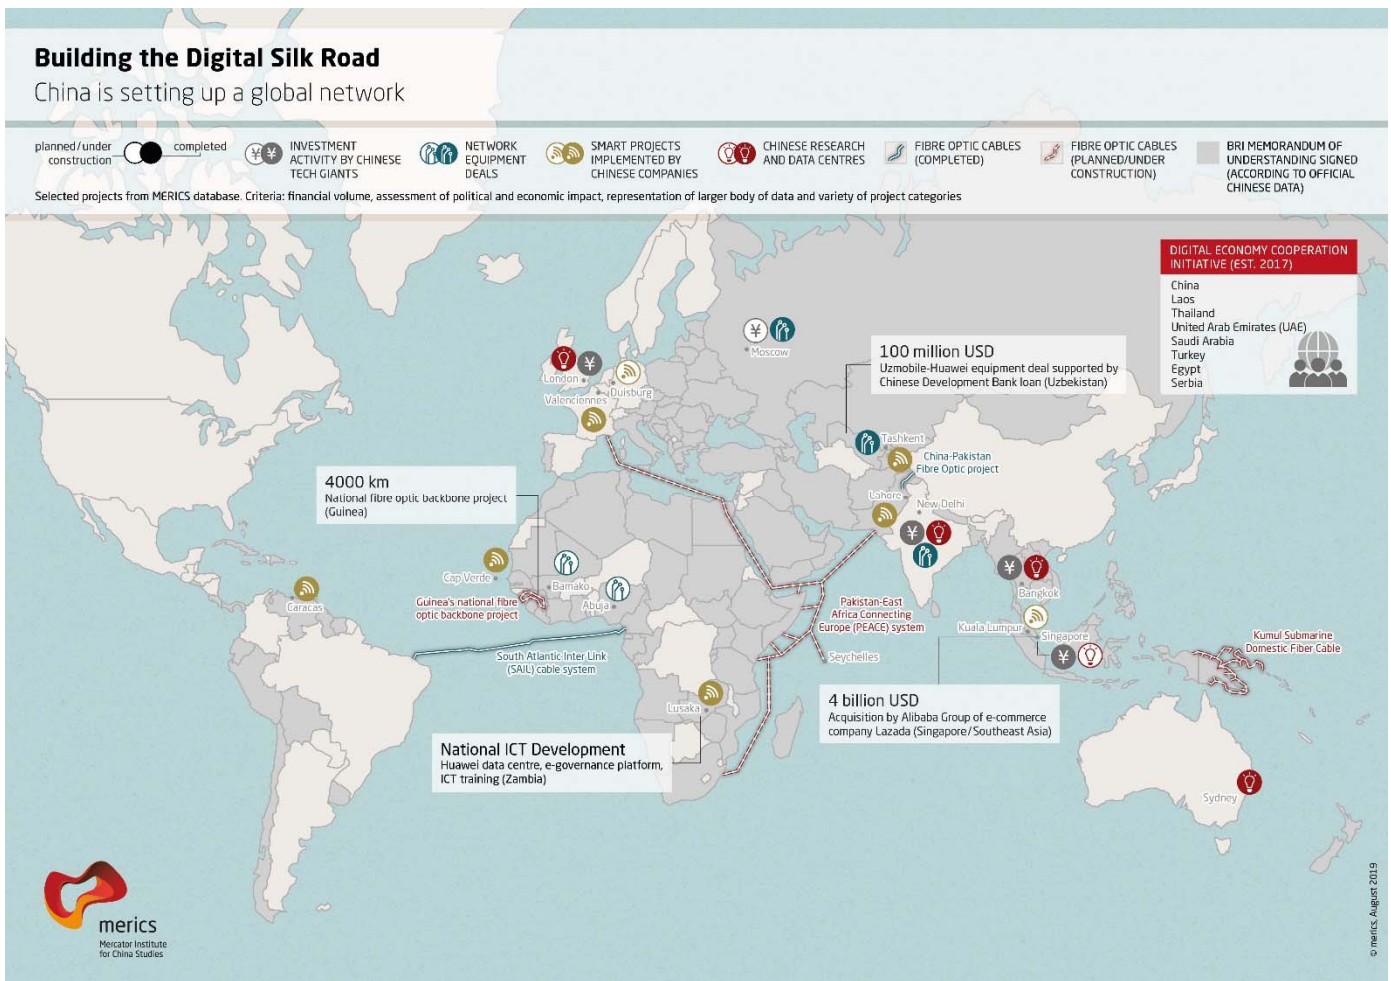 Building the Digital Silk Road
China is setting up a global network
planned/under
construction
completed
¥ ¥
INVESTMENT
ACTIVITY BY CHINESE
TECH GIANTS
NETWORK
EQUIPMENT
DEALS
SMART PROJECTS
IMPLEMENTED BY
CHINESE COMPANIES
CHINESE RESEARCH
AND DATA CENTRES
FIBRE OPTIC CABLES
(COMPLETED)
FIBRE OPTIC CABLES
(PLANNED/UNDER
CONSTRUCTION)
BRI MEMORANDUM OF
UNDERSTANDING SIGNED
(ACCORDING TO OFFICIAL
CHINESE DATA)
Selected projects from MERICS database. Criteria: financial volume, assessment of political and economic impact, representation of larger body of data and variety of project categories
DIGITAL ECONOMY COOPERATION
INITIATIVE (EST. 2017)
China
Laos
Thailand
United Arab Emirates (UAE)
Saudi Arabia
Turkey
Egypt
Serbia
¥
Moscow
¥
London
Duisburg
Valenciennes
100 million USD
Uzmobile-Huawei equipment deal supported by
Chinese Development Bank loan (Uzbekistan)
Tashkent
China-Pakistan
Fibre Optic project
Lahore
New Delhi
¥
4000 km
National fibre optic backbone project
(Guinea)
Cap Verde
Bamako
Abuja
Caracas
Guinea's national fibre
optic backbone project
South Atlantic Inter Link
(SAIL) cable system
Pakistan-East
Africa Connecting
Europe (PEACE) system
Seychelles
¥
Bangkok
Kuala Lumpur
Singapore
¥
Kumul Submarine
Domestic Fiber Cable
Lusaka
4 billion USD
Acquisition by Alibaba Group of e-commerce
company Lazada (Singapore/Southeast Asia)
National ICT Development
Huawei data centre, e-governance platform,
ICT training (Zambia)
Sydney
merics
Mercator Institute
for China Studies
© merics, August 2019